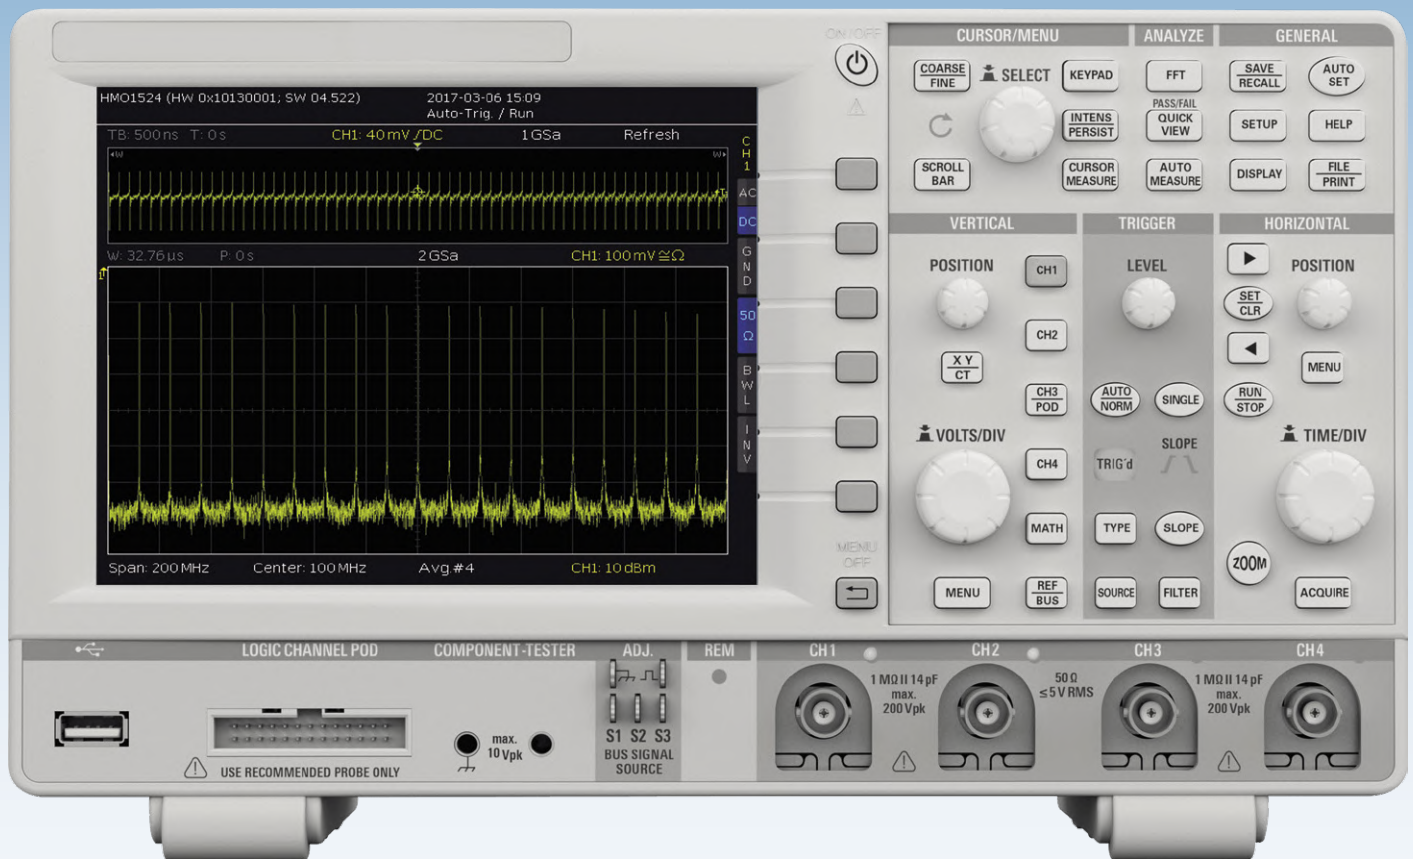 HMO1524 (HW 0x10130001; SW 04.522)
2017-03-06 15:09
Auto-Trig. / Run
TB: 500ns T: 0s
CH1: 40mV / DC
1GSa
Refresh
W: 32.76µs
P: 0s
2GSa
CH1: 100mV≅Ω
Span: 200MHz
Center: 100MHz
Avg.#4
CH1: 10dBm
CH1
AC
DC
GND
50
Ω
BWL
INV
ON/OFF
MENU
OFF
CURSOR/MENU
COARSE
FINE
SELECT
KEYPAD
INTENS
PERSIST
SCROLL
BAR
CURSOR
MEASURE
ANALYZE
FFT
PASS/FAIL
QUICK
VIEW
AUTO
MEASURE
GENERAL
SAVE
RECALL
AUTO
SET
SETUP
HELP
DISPLAY
FILE
PRINT
VERTICAL
POSITION
CH1
CH2
X Y
CT
CH3
POD
VOLTS/DIV
CH4
MATH
MENU
REF
BUS
TRIGGER
LEVEL
AUTO
NORM
SINGLE
TRIG'd
SLOPE
TYPE
SLOPE
SOURCE
FILTER
HORIZONTAL
POSITION
SET
CLR
MENU
RUN
STOP
TIME/DIV
ZOOM
ACQUIRE
LOGIC CHANNEL POD
USE RECOMMENDED PROBE ONLY
COMPONENT-TESTER
max.
10 Vpk
ADJ.
S1 S2 S3
BUS SIGNAL
SOURCE
REM
CH1
1 MΩ II 14 pF
max.
200 Vpk
CH2
50 Ω
≤ 5 V RMS
CH3
1 MΩ II 14 pF
max.
200 Vpk
CH4